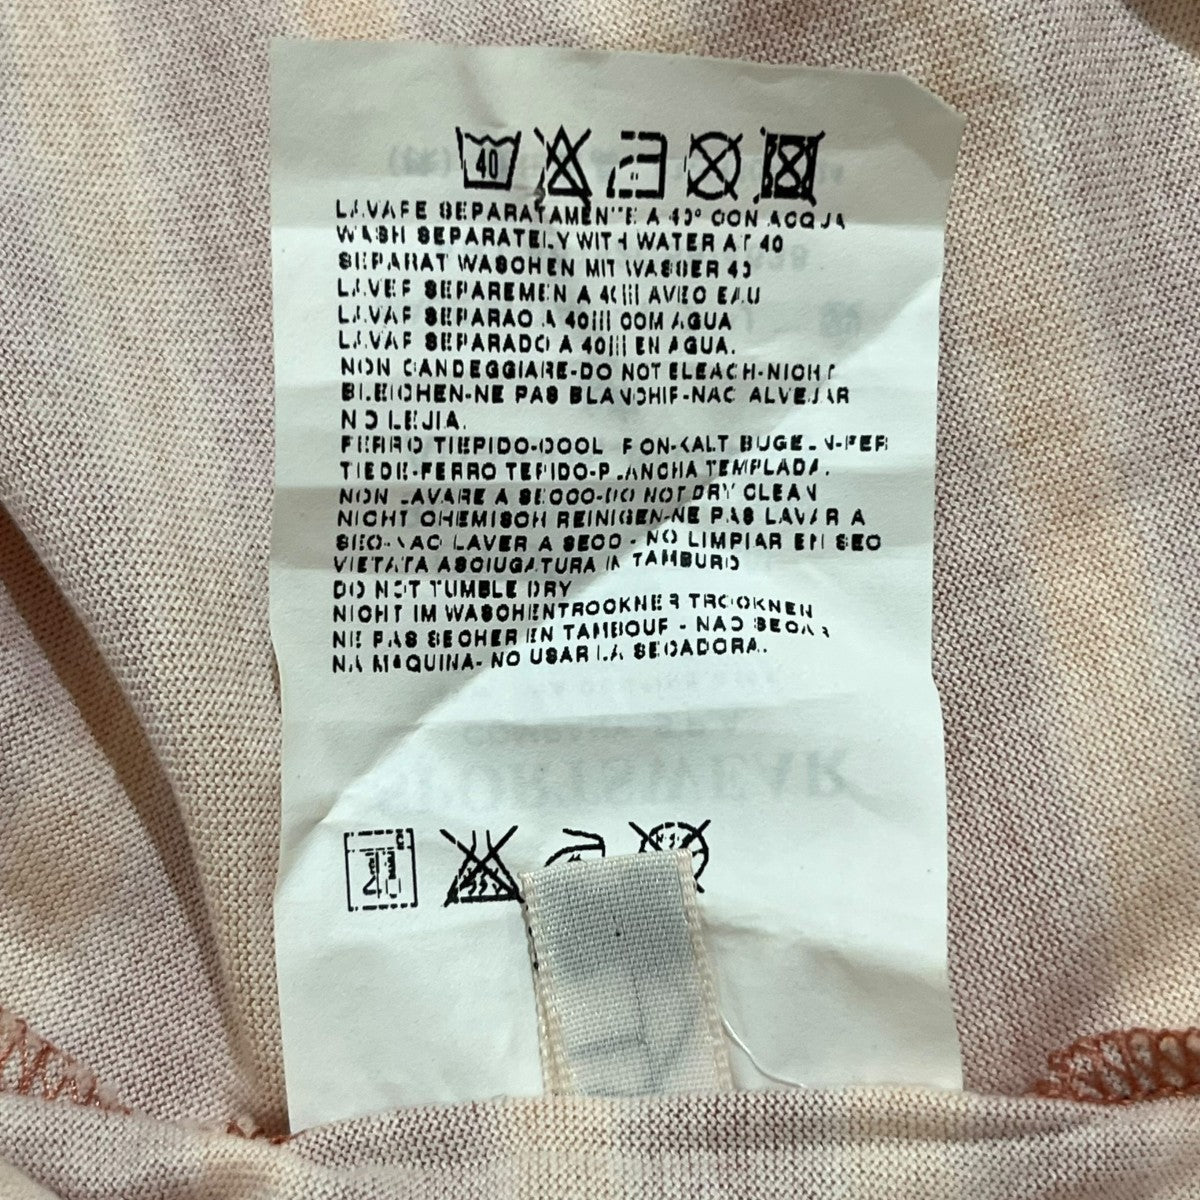 40
LAVARE SEPARATAMENTE A 40° CON ACQUA
WASH SEPARATELY WITH WATER AT 40
SEPARAT WASCHEN MIT WASSER 40
LAVER SEPAREMEN A 40 AVEC EAU
LAVAR SEPARAO A 40 COM AGUA
LAVAR SEPARADO A 40 EN AGUA.
NON CANDEGGIARE-DO NOT BLEACH-NICHT
BLEICHEN-NE PAS BLANCHIR-NAO ALVEJAR
NO LEJIA.
FERRO TIEPIDO-COOL IRON-KALT BUGELN-FER
TIEDE-FERRO TEPIDO-PLANCHA TEMPLADA.
NON LAVARE A SECCO-DO NOT DRY CLEAN
NICHT CHEMISCH REINIGEN-NE PAS LAVAR A
SEC-NAO LAVER A SECO - NO LIMPIAR EN SEC
VIETATA ASCIUGATURA IN TAMBURO
DO NOT TUMBLE DRY
NICHT IM WASCHENTROCKNER TROCKNEN
NE PAS SECHER EN TAMBOUR - NAO SECAR
NA MAQUINA- NO USAR LA SECADORA.